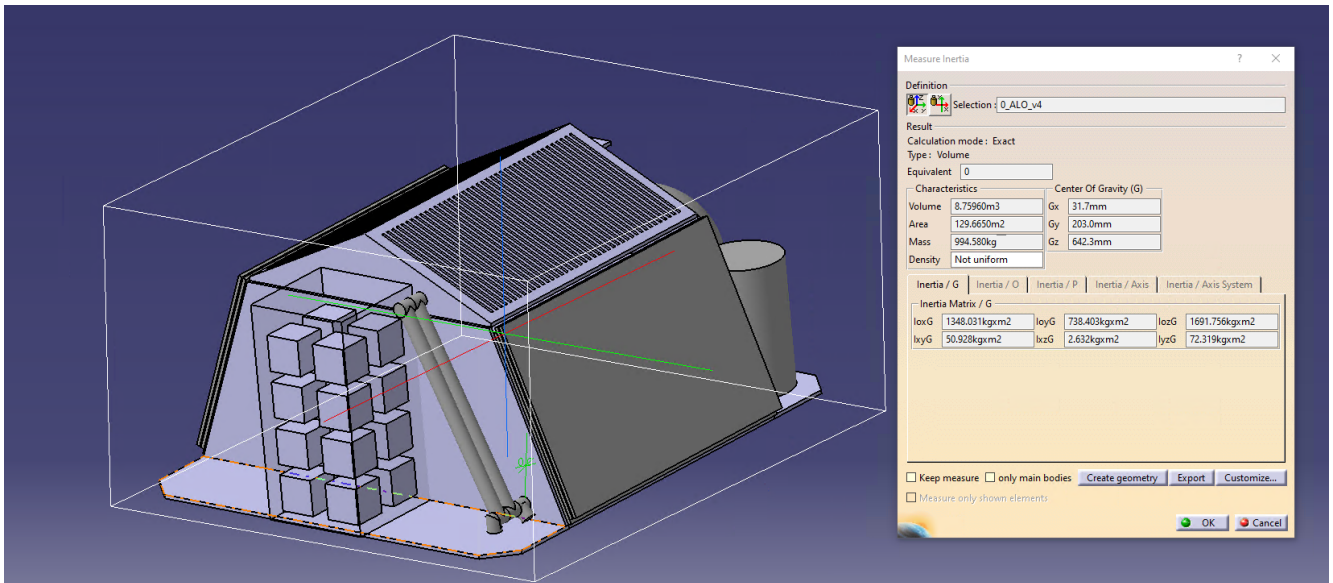 Measure Inertia ? ×
Definition
Selection : 0_ALO_v4
Result
Calculation mode : Exact
Type : Volume
Equivalent 0
Characteristics Center Of Gravity (G)
Volume 8.75960m3 Gx 31.7mm
Area 129.6650m2 Gy 203.0mm
Mass 994.580kg Gz 642.3mm
Density Not uniform
Inertia / G Inertia / O Inertia / P Inertia / Axis Inertia / Axis System
Inertia Matrix / G
IoxG 1348.031kgxm2 IoyG 738.403kgxm2 IozG 1691.756kgxm2
IxyG 50.928kgxm2 IxzG 2.632kgxm2 IyzG 72.319kgxm2
Keep measure only main bodies Create geometry Export Customize...
Measure only shown elements
OK Cancel